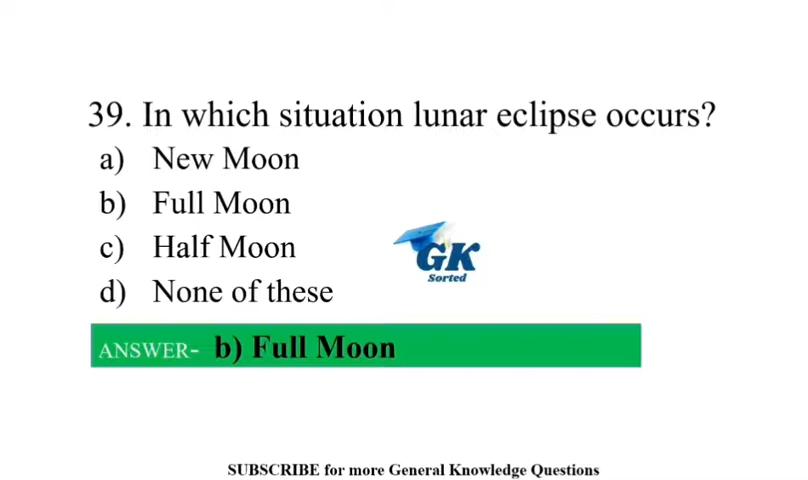 39. In which situation lunar eclipse occurs?
a) New Moon
b) Full Moon
c) Half Moon
d) None of these
GK
Sorted
ANSWER- b) Full Moon
SUBSCRIBE for more General Knowledge Questions